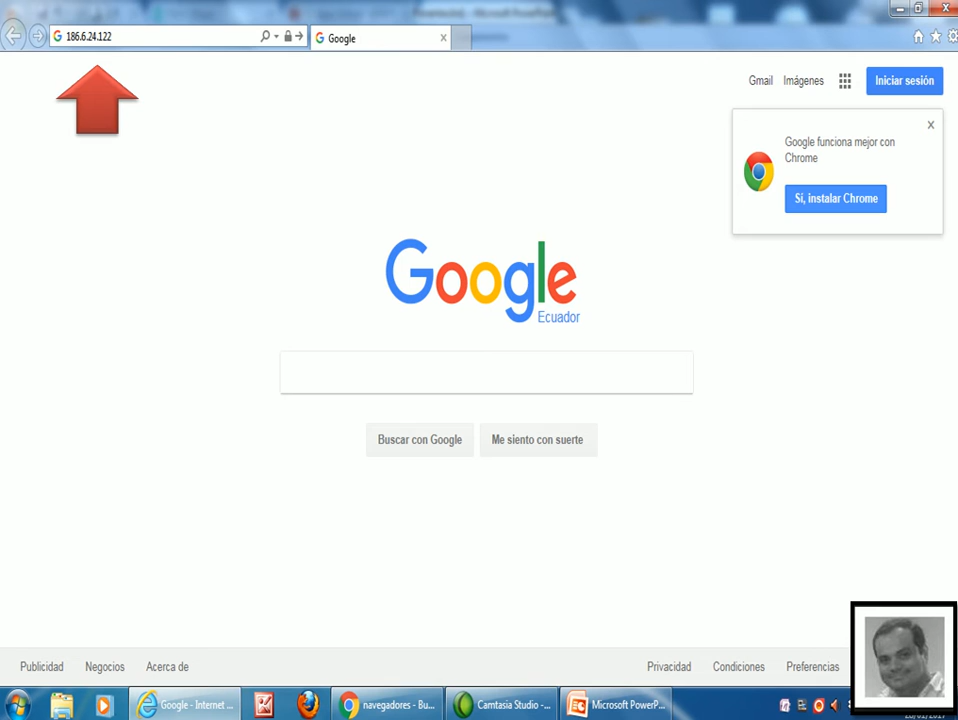 186.6.24.122
Google
Gmail Imágenes Iniciar sesión
Google funciona mejor con
Chrome
Sí, instalar Chrome
Google
Ecuador
Buscar con Google Me siento con suerte
Publicidad Negocios Acerca de Privacidad Condiciones Preferencias
Google - Internet ... navegadores - Bu... Camtasia Studio -... Microsoft PowerP...